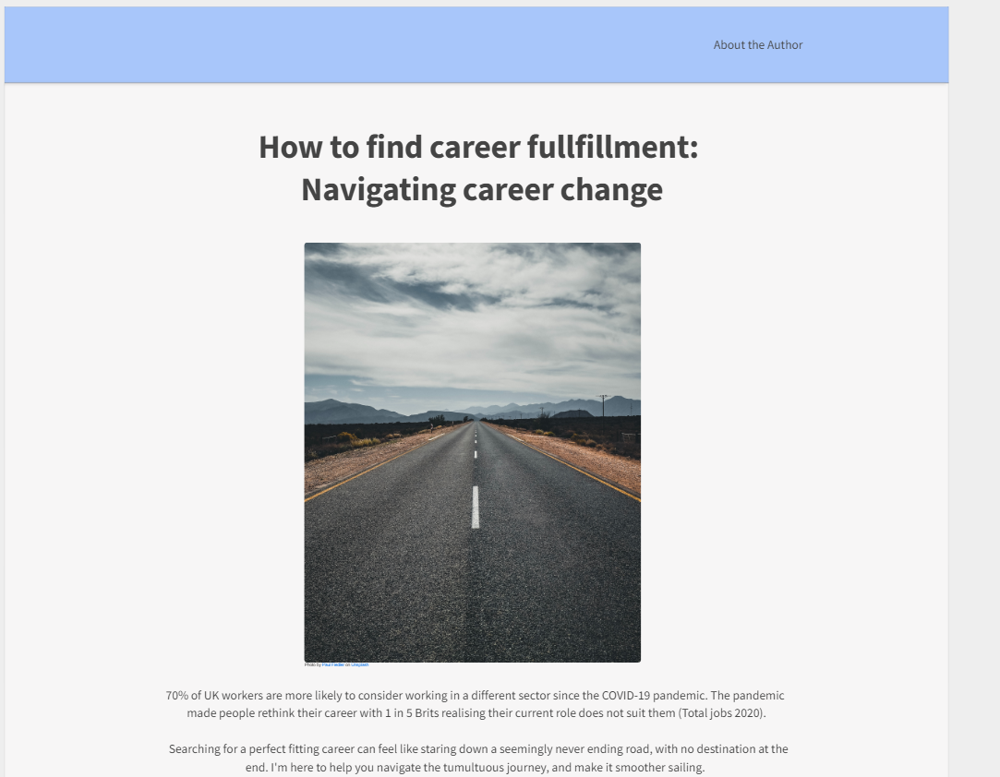 About the Author
How to find career fullfillment:
Navigating career change
Photo by Paul Fiedler on Unsplash
70% of UK workers are more likely to consider working in a different sector since the COVID-19 pandemic. The pandemic
made people rethink their career with 1 in 5 Brits realising their current role does not suit them (Total jobs 2020).
Searching for a perfect fitting career can feel like staring down a seemingly never ending road, with no destination at the
end. I'm here to help you navigate the tumultuous journey, and make it smoother sailing.